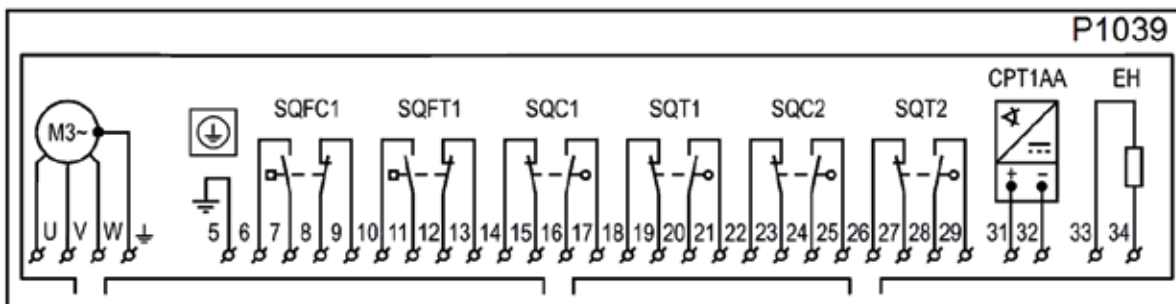 P1039
SQFC1 SQFT1 SQC1 SQT1 SQC2 SQT2 CPT1AA EH
M3~
+ -
U V W 5 6 7 8 9 10 11 12 13 14 15 16 17 18 19 20 21 22 23 24 25 26 27 28 29 31 32 33 34